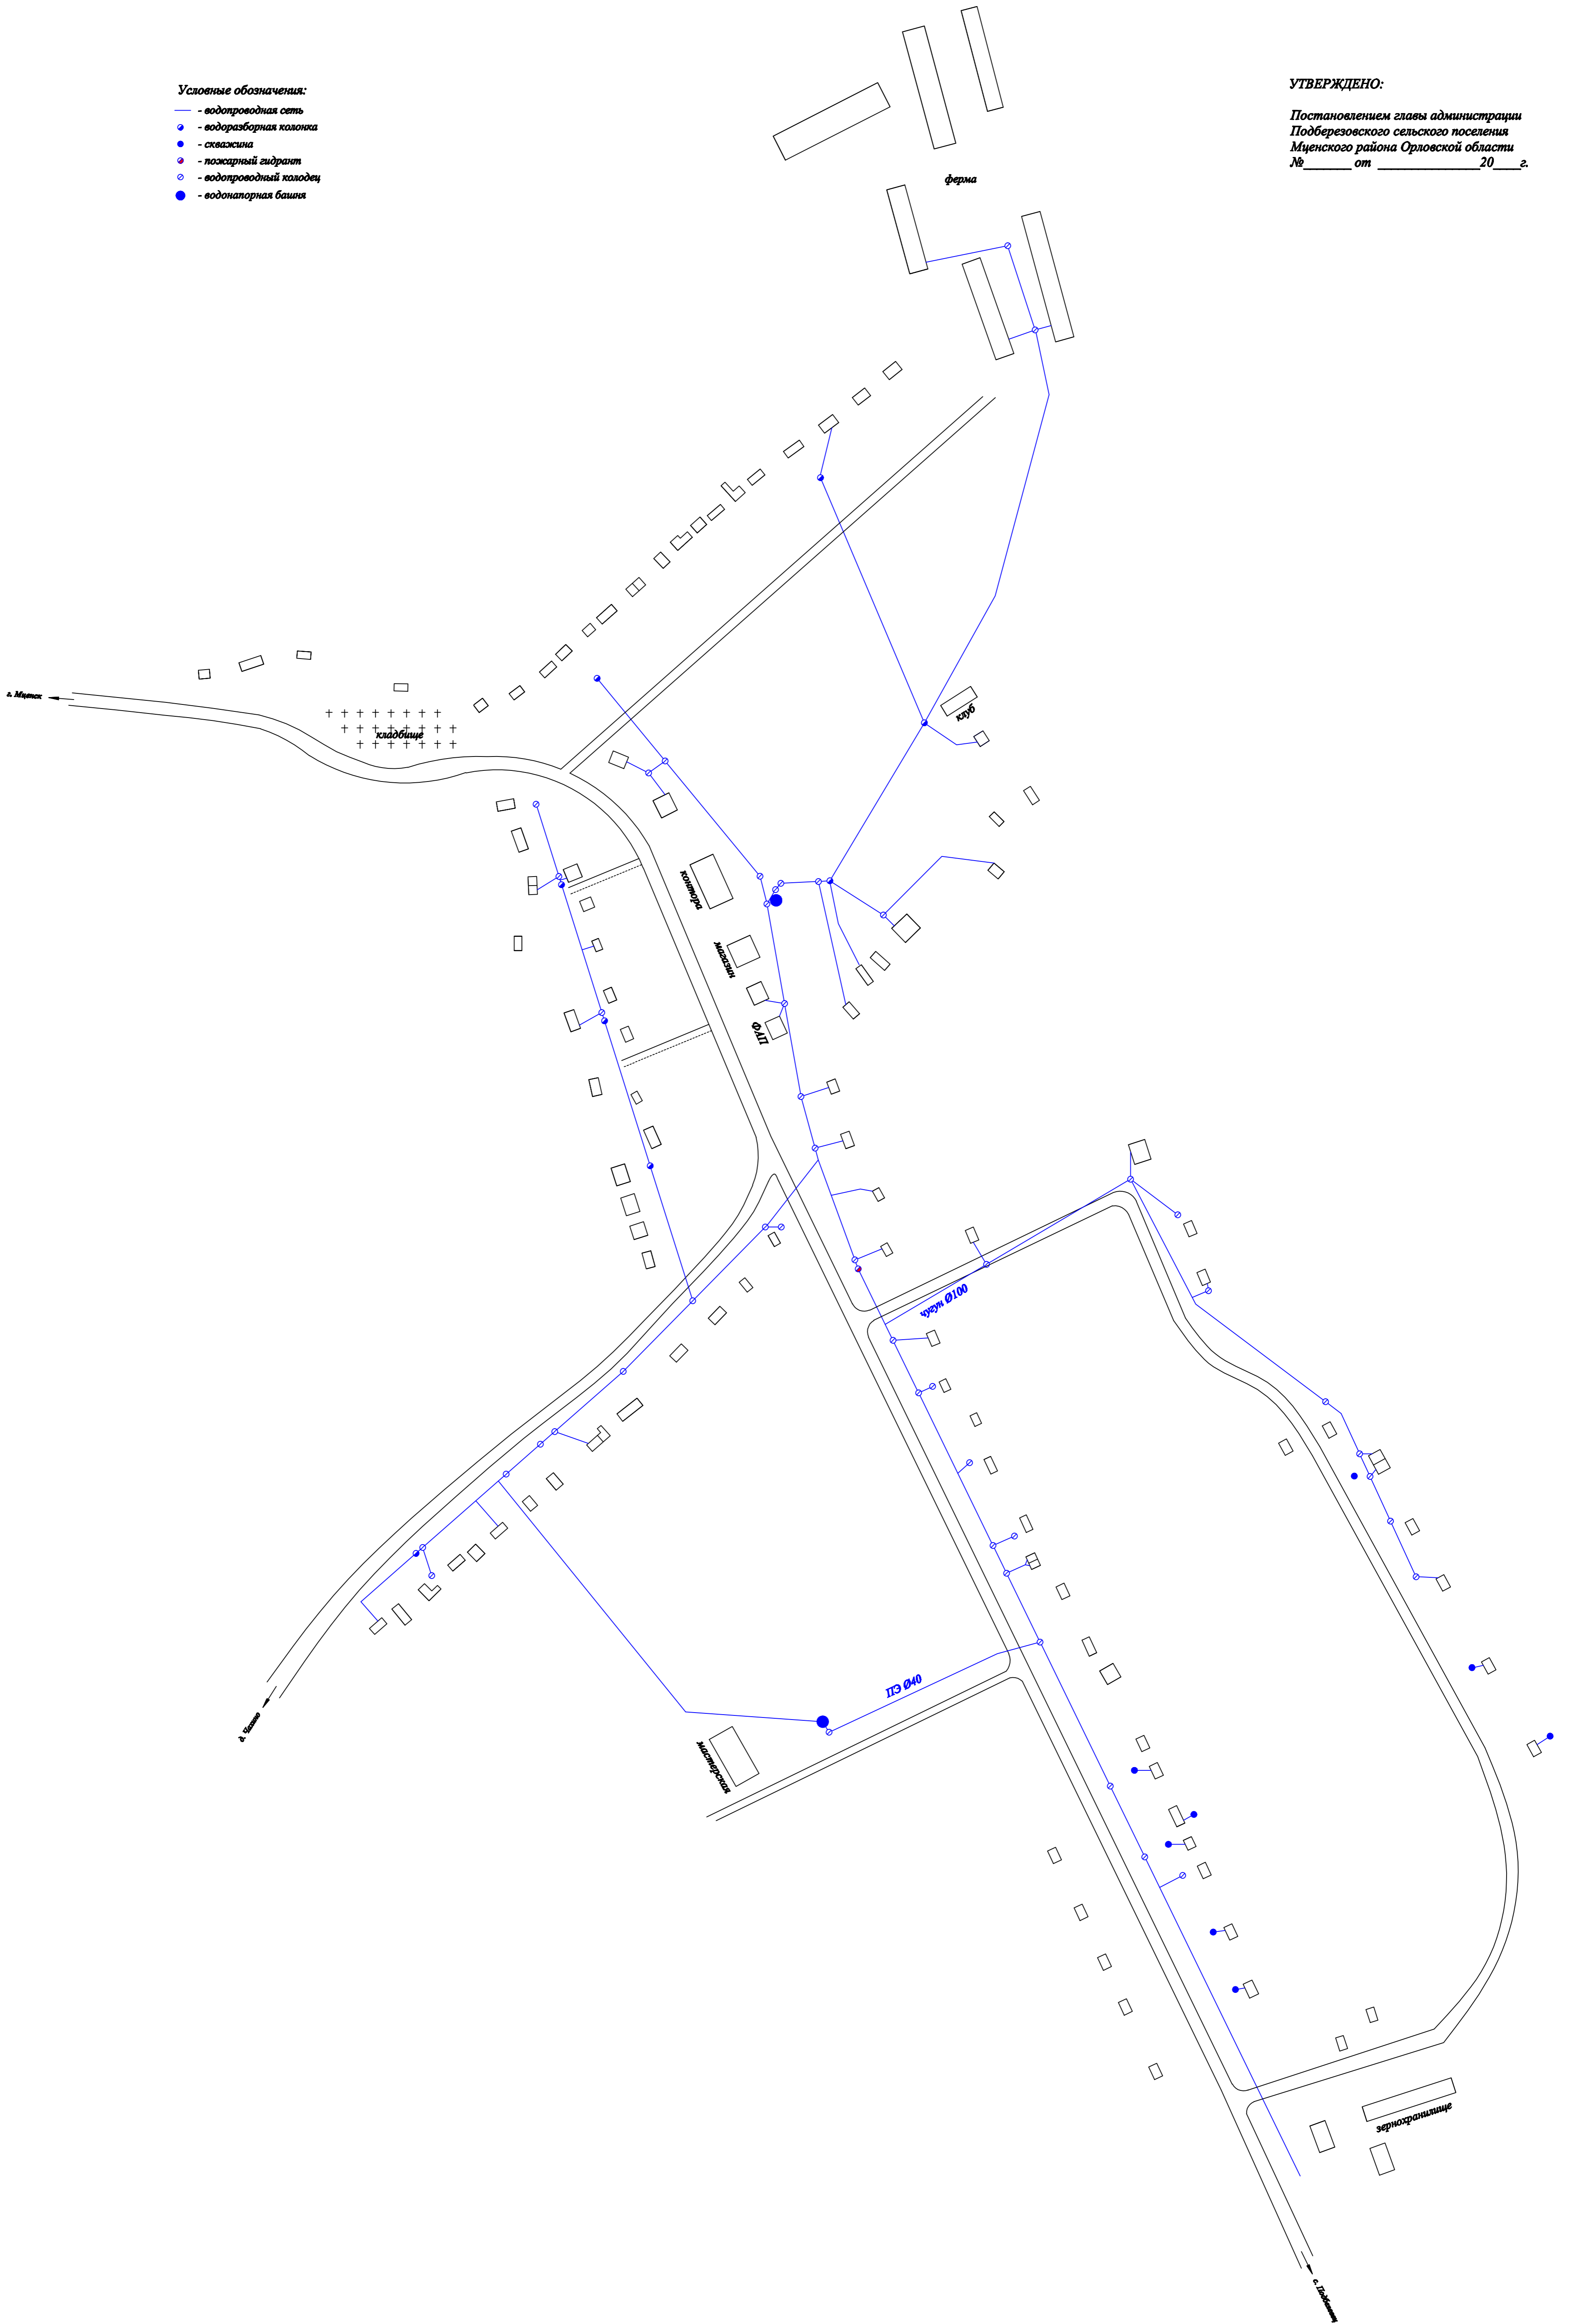 Условные обозначения:
- водопроводная сеть
- водоразборная колонка
- скважина
- пожарный гидрант
- водопроводный колодец
- водонапорная башня
УТВЕРЖДЕНО:
Постановлением главы администрации
Подберезовского сельского поселения
Мценского района Орловской области
№_______ от _______________20____г.
ферма
г. Мценск
кладбище
клуб
контора
магазин
ФАП
чугун Ø100
ПЭ Ø40
д. Чахино
мастерская
зернохранилище